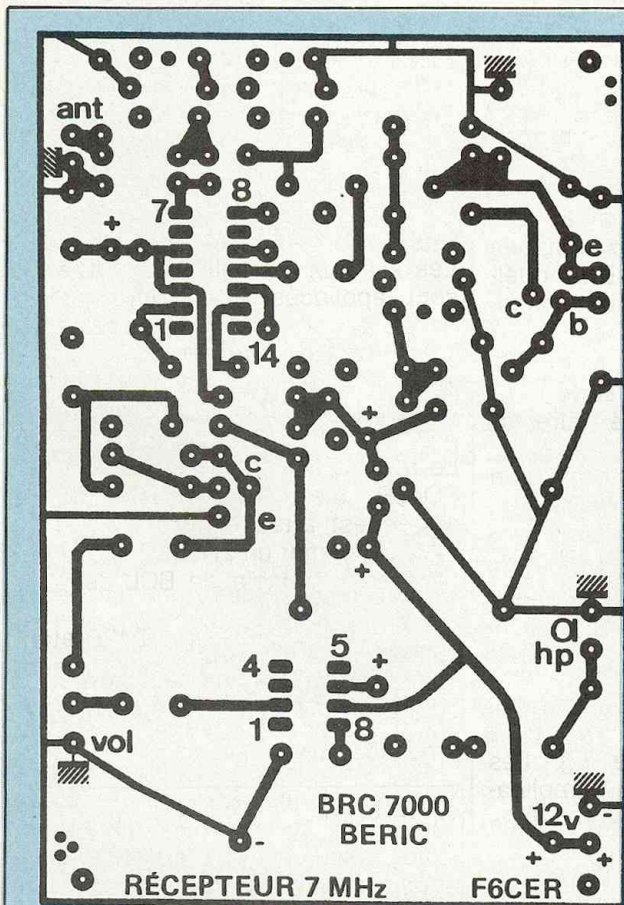 ant
+
7 8
1 14
e
c b
+
c
e
+
a
hp
4 5
+
1 8
vol
-
BRC 7000
BERIC
12v -
+ +
RÉCEPTEUR 7 MHz F6CER